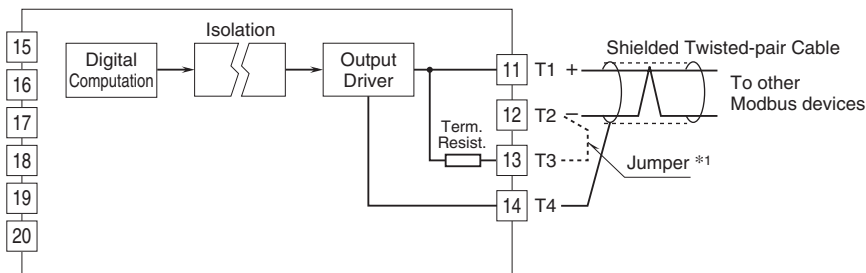 Isolation
Digital
Computation
Output
Driver
Term.
Resist.
15
16
17
18
19
20
11 T1 +
12 T2 –
13 T3
14 T4
Shielded Twisted-pair Cable
To other
Modbus devices
Jumper *1